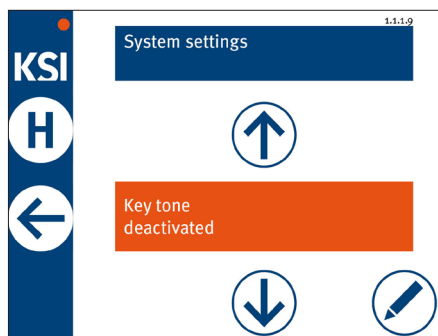 1.1.1.9
KSI
System settings
H
Key tone
deactivated